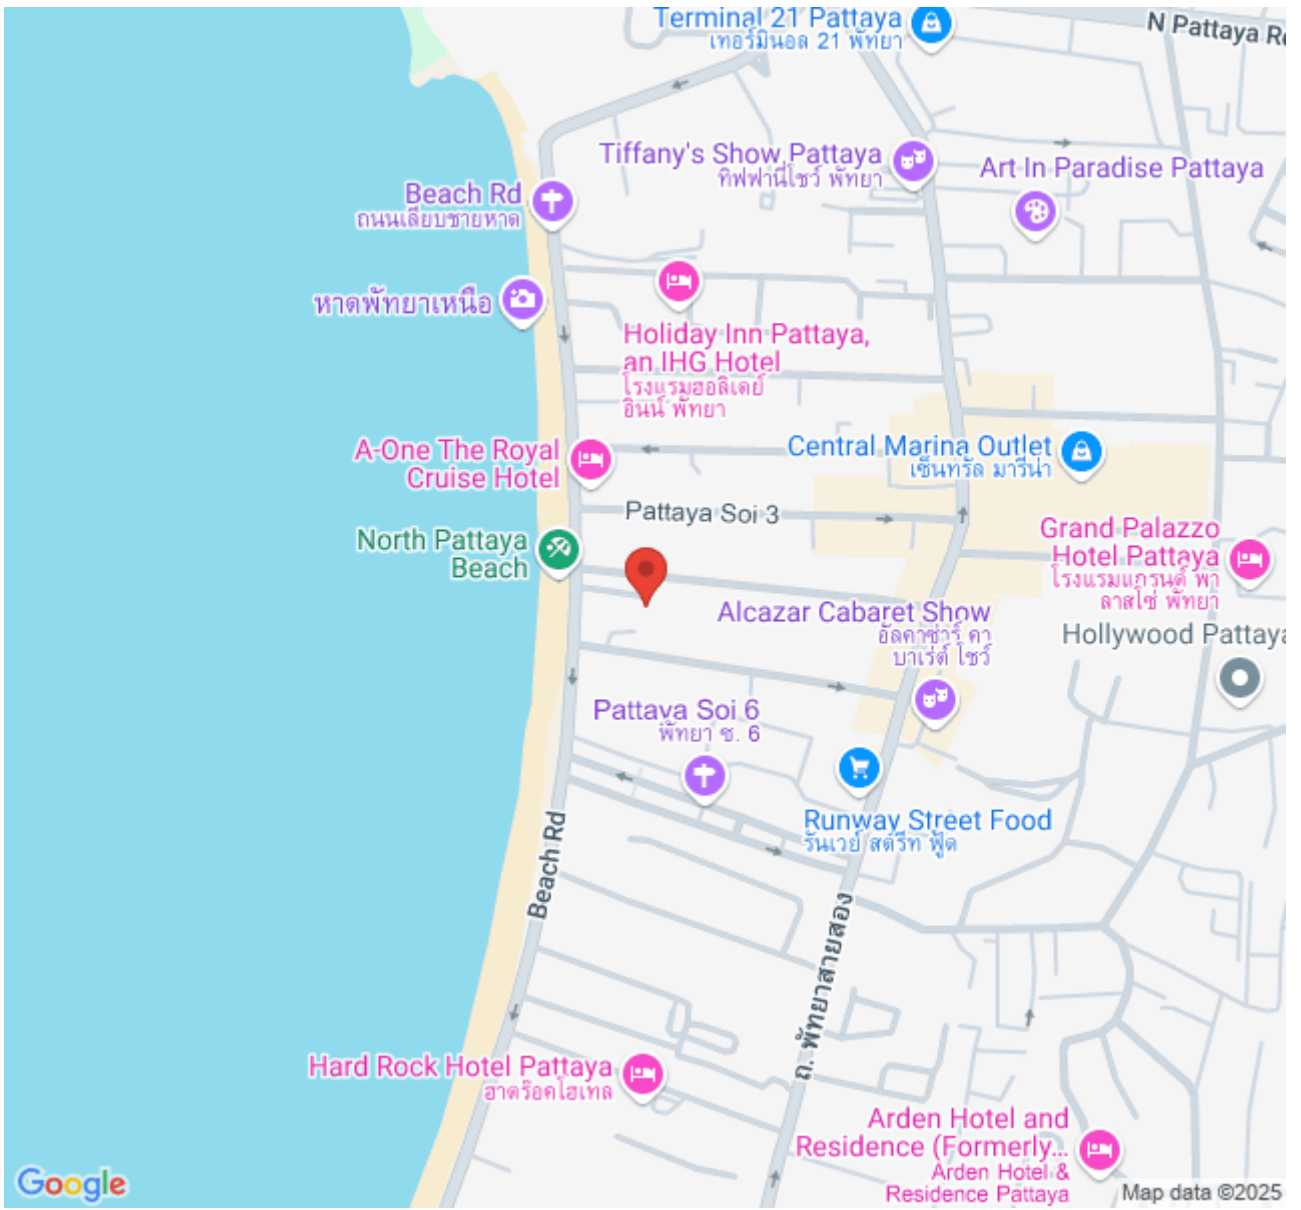 Terminal 21 Pattaya
เทอร์มินอล 21 พัทยา
N Pattaya
Tiffany's Show Pattaya
ทิฟฟานี่โชว์ พัทยา
Art In Paradise Pattaya
Beach Rd
ถนนเลียบชายหาด
หาดพัทยาเหนือ
Holiday Inn Pattaya,
an IHG Hotel
โรงแรมฮอลิเดย์
อินน์ พัทยา
A-One The Royal
Cruise Hotel
Central Marina Outlet
เซ็นทรัล มารีน่า
Pattaya Soi 3
North Pattaya
Beach
Grand Palazzo
Hotel Pattaya
โรงแรมแกรนด์ พา
ลาสโซ่ พัทยา
Alcazar Cabaret Show
อัลคาซ่าร์ คา
บาเร่ต์ โชว์
Hollywood Pattaya
Pattaya Soi 6
พัทยา ซ. 6
Runway Street Food
รันเวย์ สตรีท ฟู้ด
Beach Rd
ถ. พัทยาสายสอง
Hard Rock Hotel Pattaya
ฮาดร็อคโฮเทล
Arden Hotel and
Residence (Formerly...
Arden Hotel &
Residence Pattaya
Google
Map data ©2025